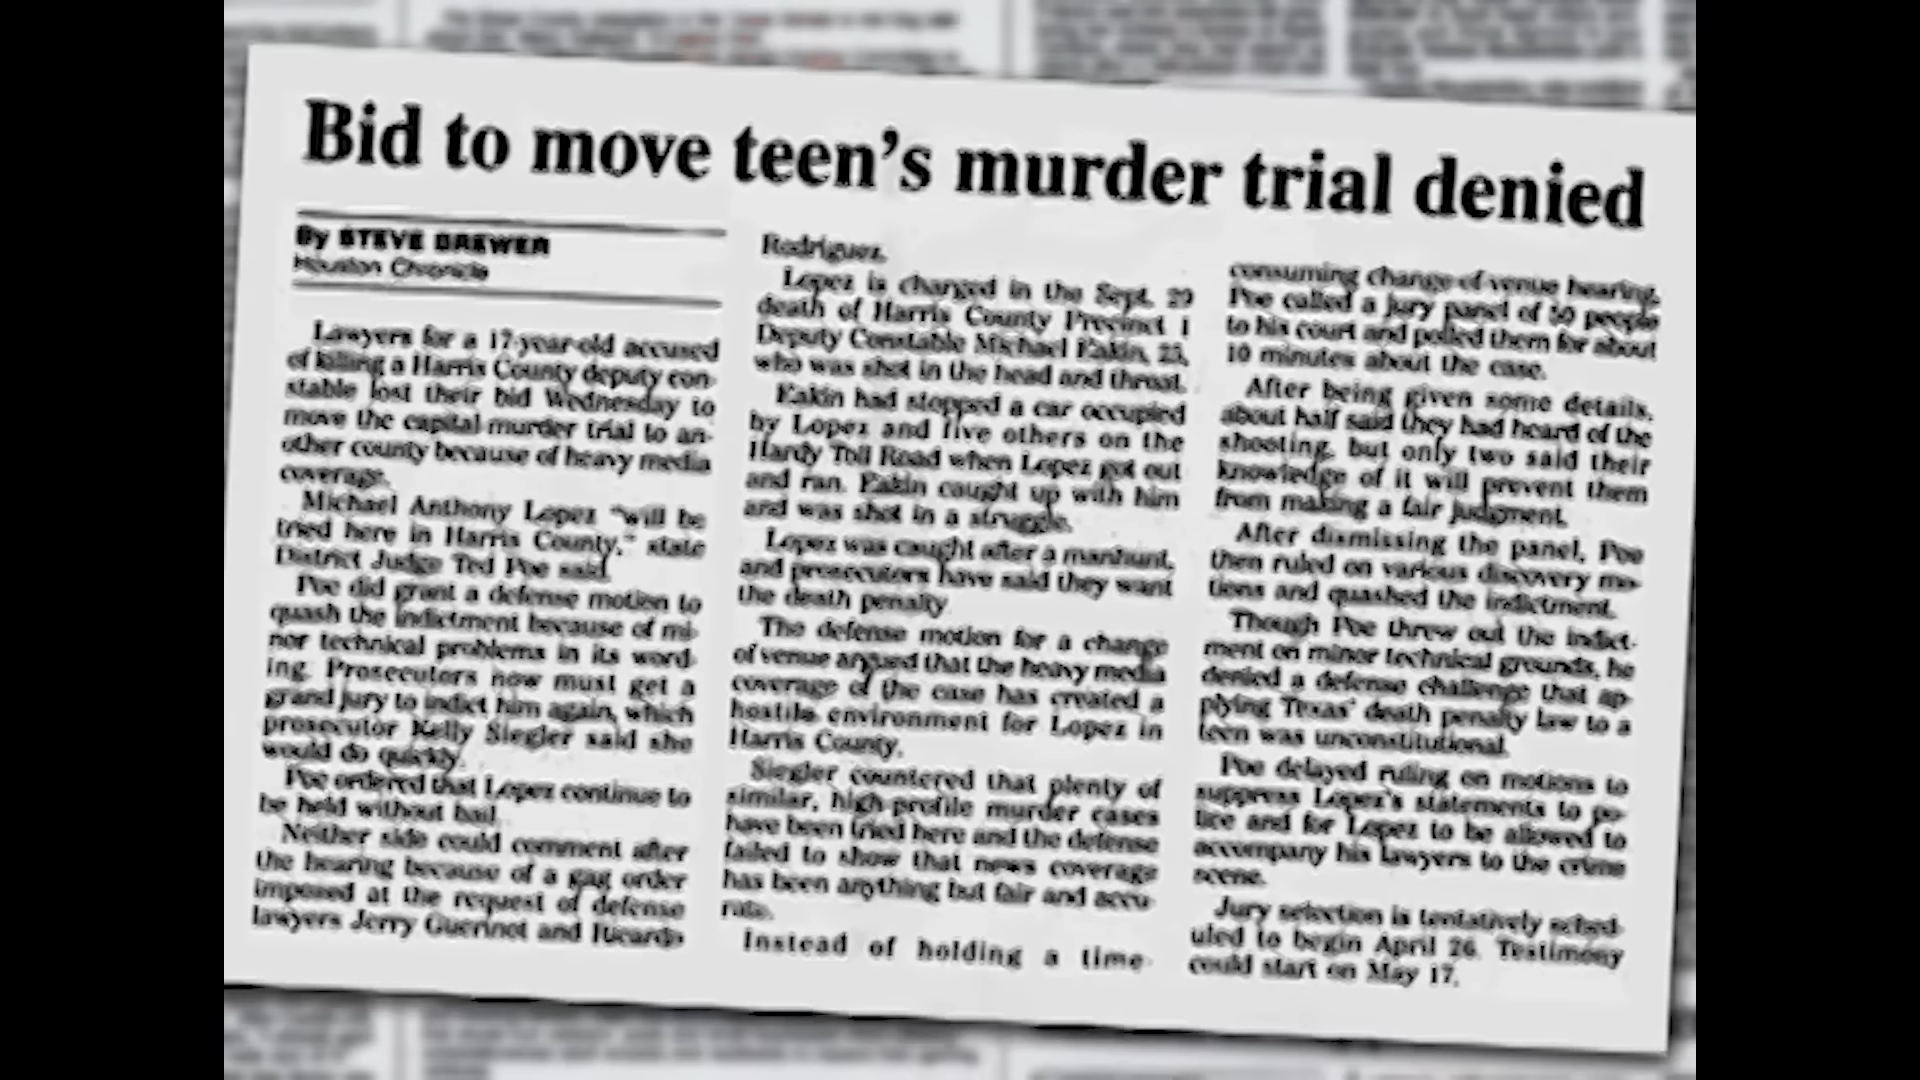 Bid to move teen's murder trial denied
By STEVE BREWER
Houston Chronicle
Lawyers for a 17-year-old accused
of killing a Harris County deputy con-
stable lost their bid Wednesday to
move the capital murder trial to an-
other county because of heavy media
coverage.
Michael Anthony Lopez "will be
tried here in Harris County," state
District Judge Ted Poe said.
Poe did grant a defense motion to
quash the indictment because of mi-
nor technical problems in its word-
ing. Prosecutors now must get a
grand jury to indict him again, which
prosecutor Kelly Siegler said she
would do quickly.
Poe ordered that Lopez continue to
be held without bail.
Neither side could comment after
the hearing because of a gag order
imposed at the request of defense
lawyers Jerry Guerinot and Ricardo
Rodriguez.
Lopez is charged in the Sept. 29
death of Harris County Precinct 1
Deputy Constable Michael Eakin, 25,
who was shot in the head and throat.
Eakin had stopped a car occupied
by Lopez and five others on the
Hardy Toll Road when Lopez got out
and ran. Eakin caught up with him
and was shot in a struggle.
Lopez was caught after a manhunt,
and prosecutors have said they want
the death penalty.
The defense motion for a change
of venue argued that the heavy media
coverage of the case has created a
hostile environment for Lopez in
Harris County.
Siegler countered that plenty of
similar, high-profile murder cases
have been tried here and the defense
failed to show that news coverage
has been anything but fair and accu-
rate.
Instead of holding a time-
consuming change-of-venue hearing,
Poe called a jury panel of 50 people
to his court and polled them for about
10 minutes about the case.
After being given some details,
about half said they had heard of the
shooting, but only two said their
knowledge of it will prevent them
from making a fair judgment.
After dismissing the panel, Poe
then ruled on various discovery mo-
tions and quashed the indictment.
Though Poe threw out the indict-
ment on minor technical grounds, he
denied a defense challenge that ap-
plying Texas' death penalty law to a
teen was unconstitutional.
Poe delayed ruling on motions to
suppress Lopez's statements to po-
lice and for Lopez to be allowed to
accompany his lawyers to the crime
scene.
Jury selection is tentatively sched-
uled to begin April 26. Testimony
could start on May 17.